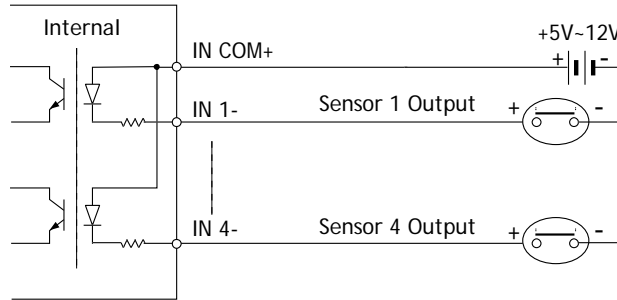 Internal
+5V~12V
IN COM+
+ -
IN 1-
Sensor 1 Output
+ -
IN 4-
Sensor 4 Output
+ -